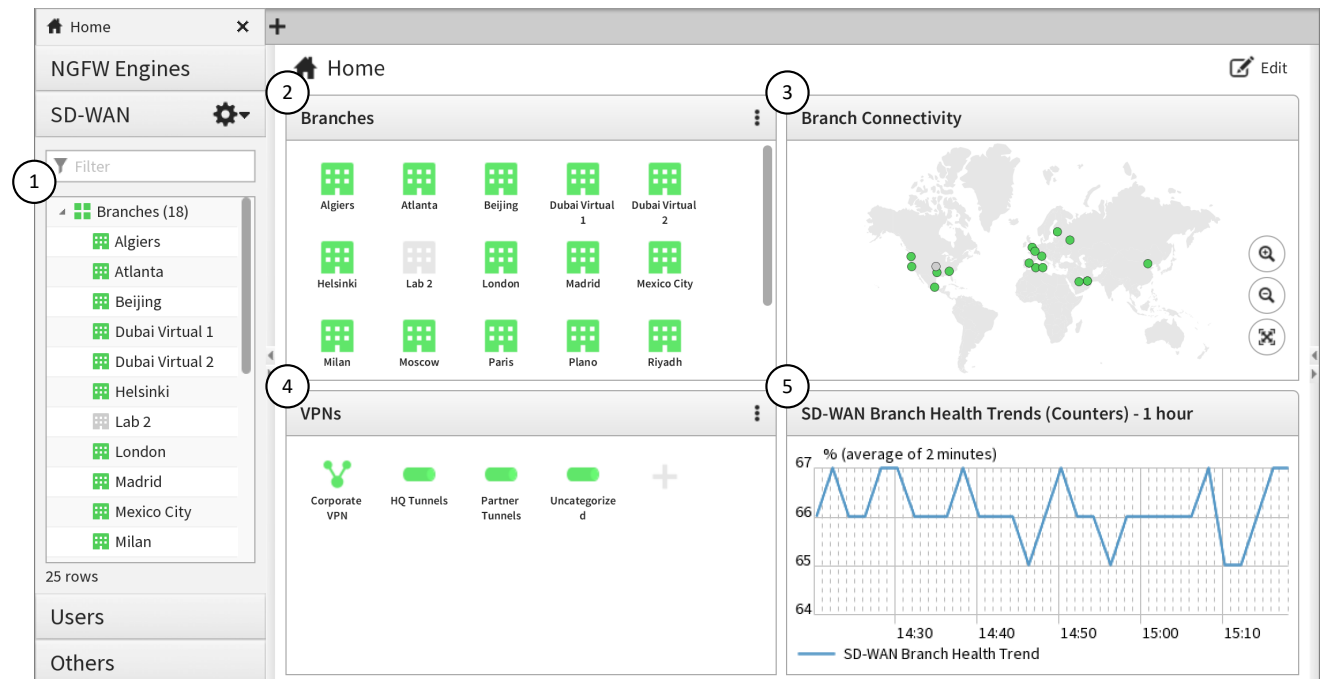 Home
NGFW Engines
SD-WAN
Filter
1
Branches (18)
Algiers
Atlanta
Beijing
Dubai Virtual 1
Dubai Virtual 2
Helsinki
Lab 2
London
Madrid
Mexico City
Milan
25 rows
Users
Others
Home
Edit
2
Branches
Algiers
Atlanta
Beijing
Dubai Virtual
1
Dubai Virtual
2
Helsinki
Lab 2
London
Madrid
Mexico City
Milan
Moscow
Paris
Plano
Riyadh
3
Branch Connectivity
4
VPNs
Corporate
VPN
HQ Tunnels
Partner
Tunnels
Uncategorize
d
5
SD-WAN Branch Health Trends (Counters) - 1 hour
% (average of 2 minutes)
67
66
65
64
14:30
14:40
14:50
15:00
15:10
SD-WAN Branch Health Trend